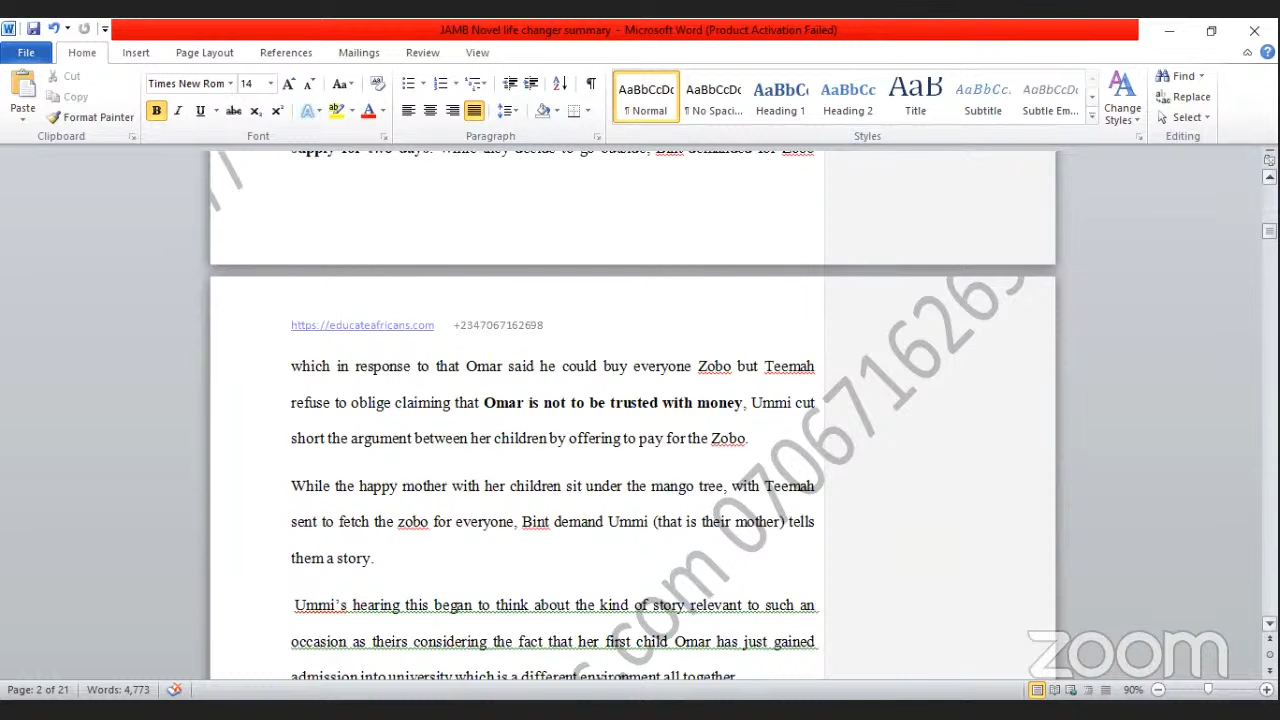 JAMB Novel life changer summary - Microsoft Word (Product Activation Failed)
File Home Insert Page Layout References Mailings Review View
Paste Cut Copy Format Painter
Times New Rom 14
AaBbCcDc AaBbCcDc AaBbCc AaBbCc AaB AaBbCc. AaBbCcDc
¶ Normal ¶ No Spaci... Heading 1 Heading 2 Title Subtitle Subtle Em...
Change Styles
Find Replace Select
Clipboard Font Paragraph Styles Editing
supply for two days. While they decide to go outside, Bint demanded for Zobo
https://educateafricans.com +2347067162698
which in response to that Omar said he could buy everyone Zobo but Teemah
refuse to oblige claiming that Omar is not to be trusted with money, Ummi cut
short the argument between her children by offering to pay for the Zobo.
While the happy mother with her children sit under the mango tree, with Teemah
sent to fetch the zobo for everyone, Bint demand Ummi (that is their mother) tells
them a story.
Ummi's hearing this began to think about the kind of story relevant to such an
occasion as theirs considering the fact that her first child Omar has just gained
admission into university which is a different environment all together
zoom
Page: 2 of 21 Words: 4,773 90%